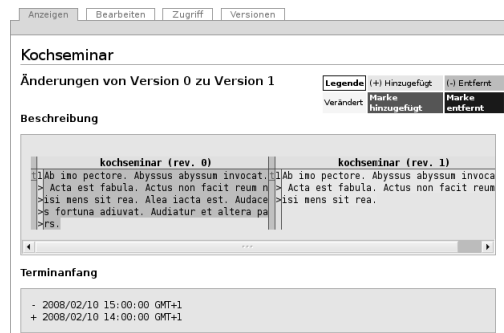 Anzeigen Bearbeiten Zugriff Versionen
Kochseminar
Änderungen von Version 0 zu Version 1
Legende (+) Hinzugefügt (-) Entfernt
Verändert Marke hinzugefügt Marke entfernt
Beschreibung
kochseminar (rev. 0) kochseminar (rev. 1)
t1Ab imo pectore. Abyssus abyssum invocat. t1Ab imo pectore. Abyssus abyssum invoca
> Acta est fabula. Actus non facit reum n > Acta est fabula. Actus non facit reum
>isi mens sit rea. Alea iacta est. Audace >isi mens sit rea.
>s fortuna adiuvat. Audiatur et altera pa
>rs.
Terminanfang
- 2008/02/10 15:00:00 GMT+1
+ 2008/02/10 14:00:00 GMT+1